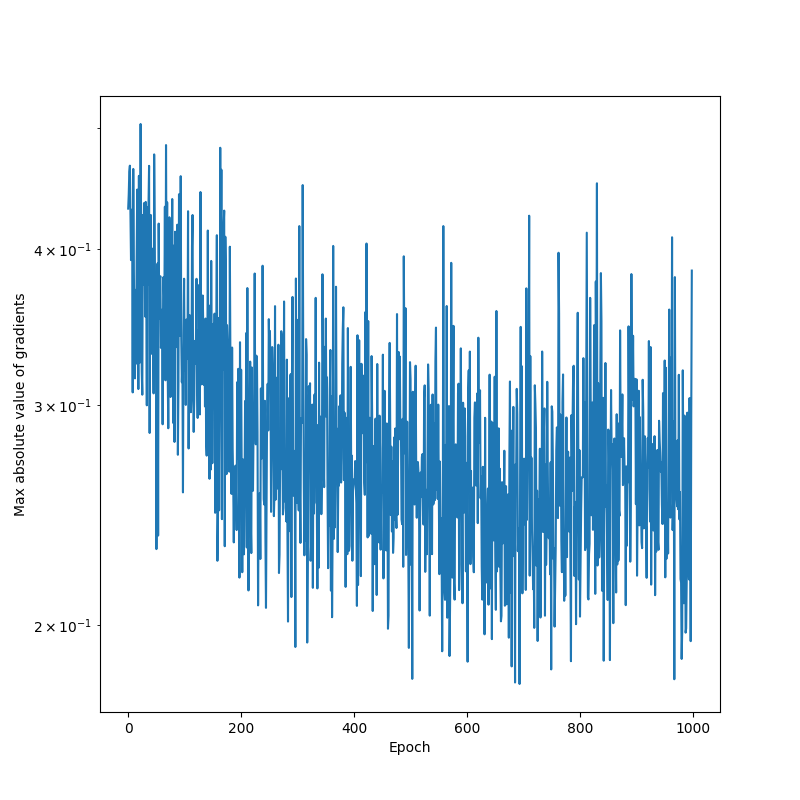 Max absolute value of gradients
4 × 10⁻¹
3 × 10⁻¹
2 × 10⁻¹
0 200 400 600 800 1000
Epoch